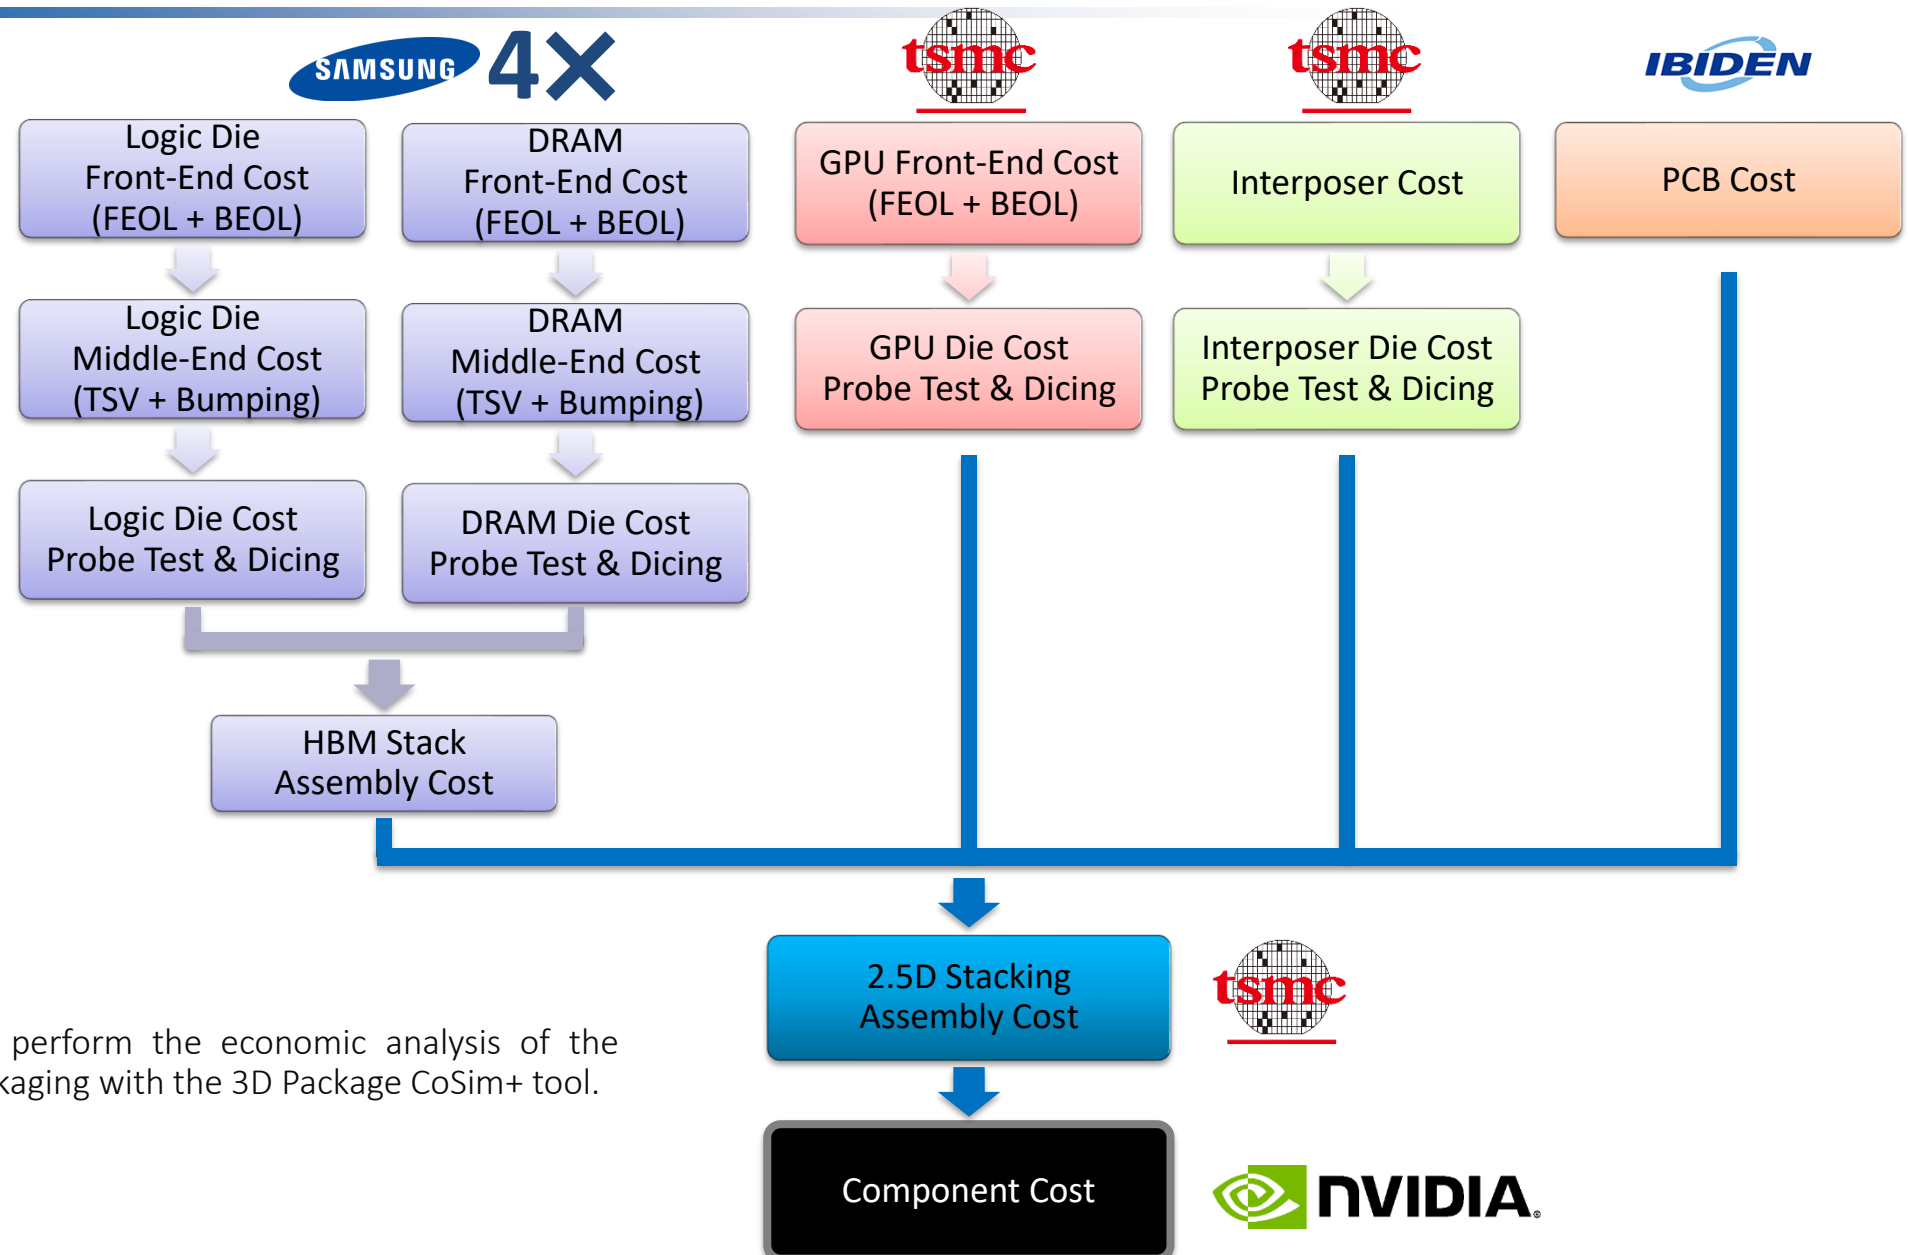 SAMSUNG 4X
tsmc
tsmc
IBIDEN
Logic Die
Front-End Cost
(FEOL + BEOL)
DRAM
Front-End Cost
(FEOL + BEOL)
GPU Front-End Cost
(FEOL + BEOL)
Interposer Cost
PCB Cost
Logic Die
Middle-End Cost
(TSV + Bumping)
DRAM
Middle-End Cost
(TSV + Bumping)
GPU Die Cost
Probe Test & Dicing
Interposer Die Cost
Probe Test & Dicing
Logic Die Cost
Probe Test & Dicing
DRAM Die Cost
Probe Test & Dicing
HBM Stack
Assembly Cost
2.5D Stacking
Assembly Cost
tsmc
perform the economic analysis of the
kaging with the 3D Package CoSim+ tool.
Component Cost
NVIDIA.